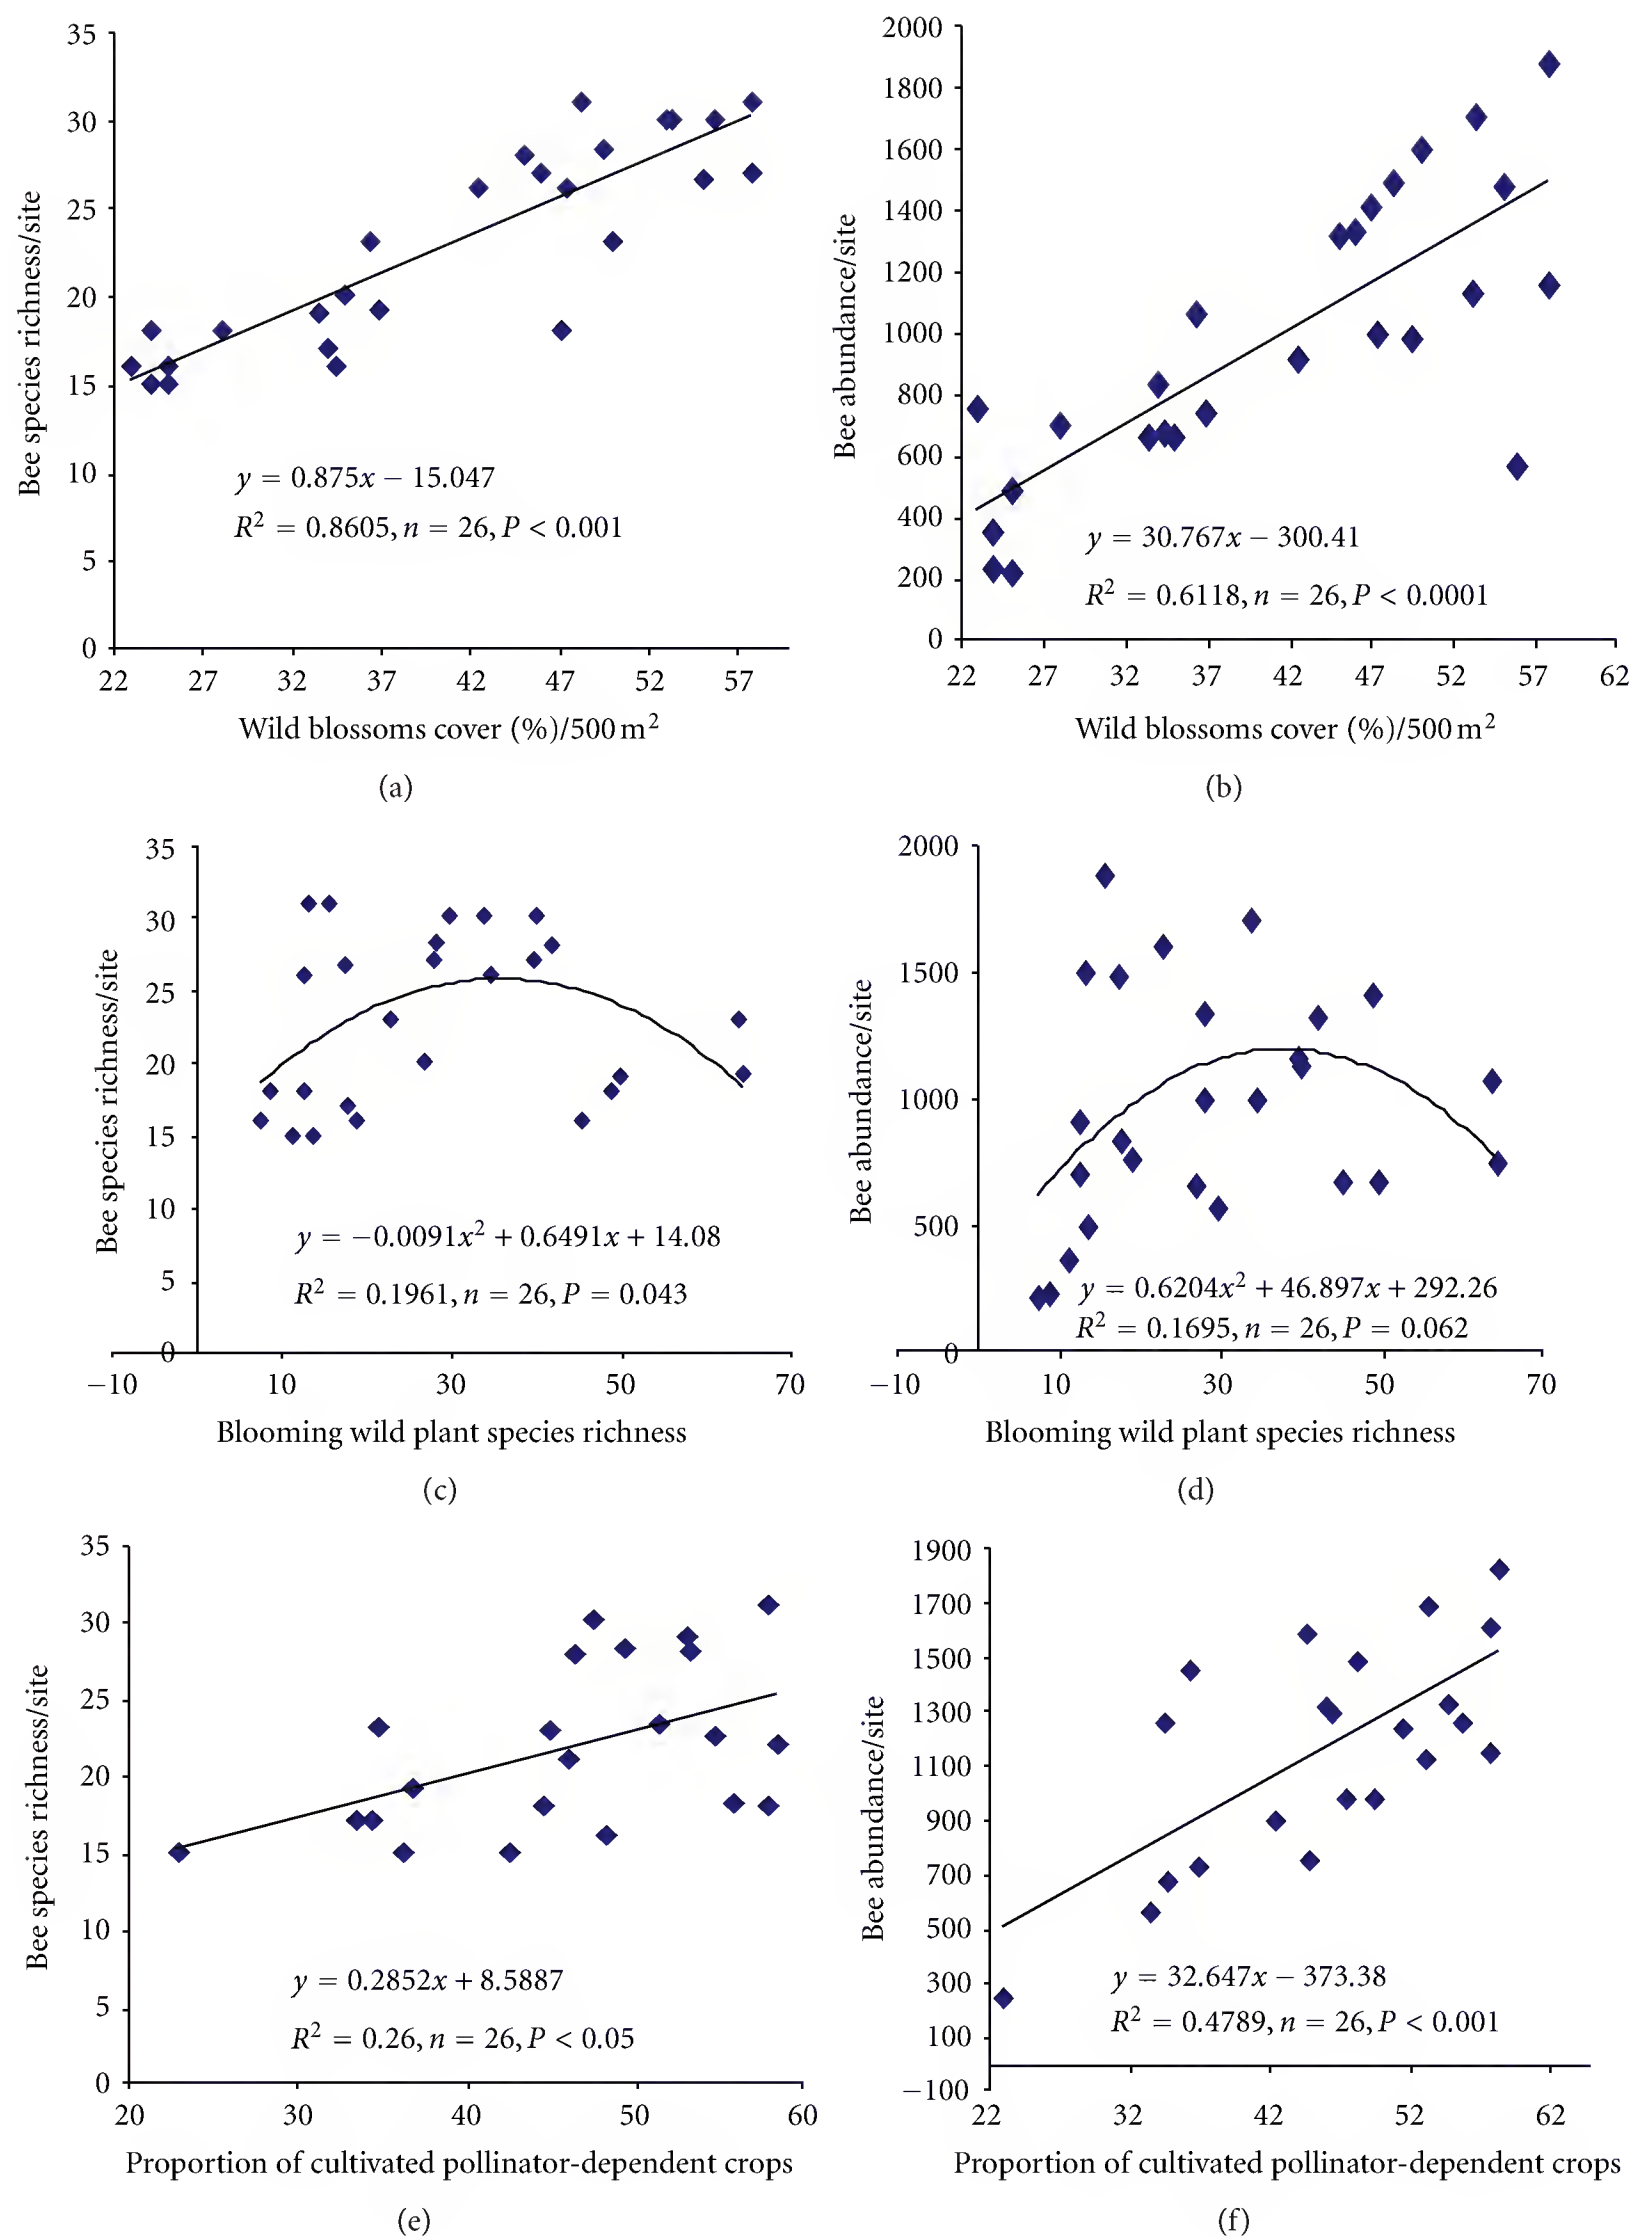 35
30
25
20
15
10
5
0
Bee species richness/site
y = 0.875x − 15.047
R² = 0.8605, n = 26, P < 0.001
22 27 32 37 42 47 52 57
Wild blossoms cover (%)/500 m²
(a)
2000
1800
1600
1400
1200
1000
800
600
400
200
0
Bee abundance/site
y = 30.767x − 300.41
R² = 0.6118, n = 26, P < 0.0001
22 27 32 37 42 47 52 57 62
Wild blossoms cover (%)/500 m²
(b)
35
30
25
20
15
10
5
0
Bee species richness/site
y = −0.0091x² + 0.6491x + 14.08
R² = 0.1961, n = 26, P = 0.043
−10 10 30 50 70
Blooming wild plant species richness
(c)
2000
1500
1000
500
0
Bee abundance/site
y = 0.6204x² + 46.897x + 292.26
R² = 0.1695, n = 26, P = 0.062
−10 10 30 50 70
Blooming wild plant species richness
(d)
35
30
25
20
15
10
5
0
Bee species richness/site
y = 0.2852x + 8.5887
R² = 0.26, n = 26, P < 0.05
20 30 40 50 60
Proportion of cultivated pollinator-dependent crops
(e)
1900
1700
1500
1300
1100
900
700
500
300
100
−100
Bee abundance/site
y = 32.647x − 373.38
R² = 0.4789, n = 26, P < 0.001
22 32 42 52 62
Proportion of cultivated pollinator-dependent crops
(f)